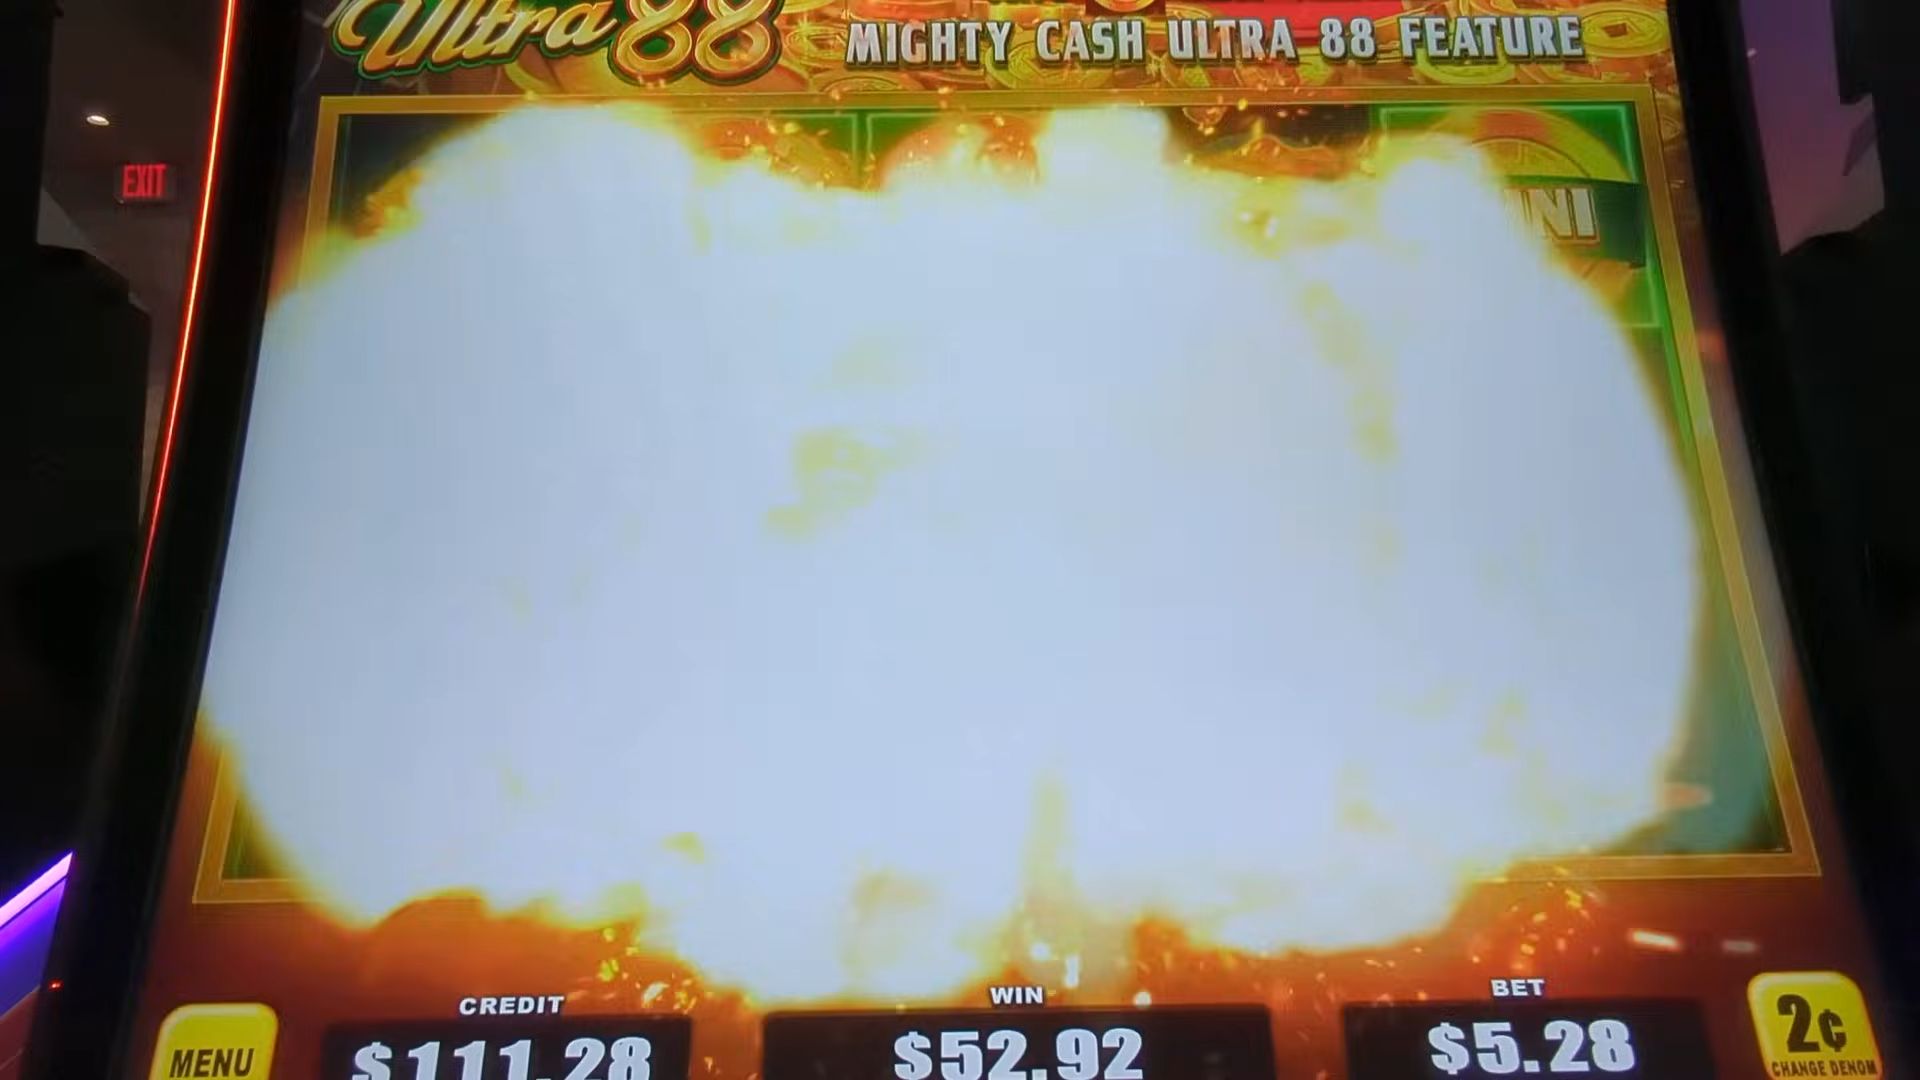 Ultra 88
MIGHTY CASH ULTRA 88 FEATURE
EXIT
CREDIT
WIN
BET
MENU
$111.28
$52.92
$5.28
2¢
CHANGE DENOM